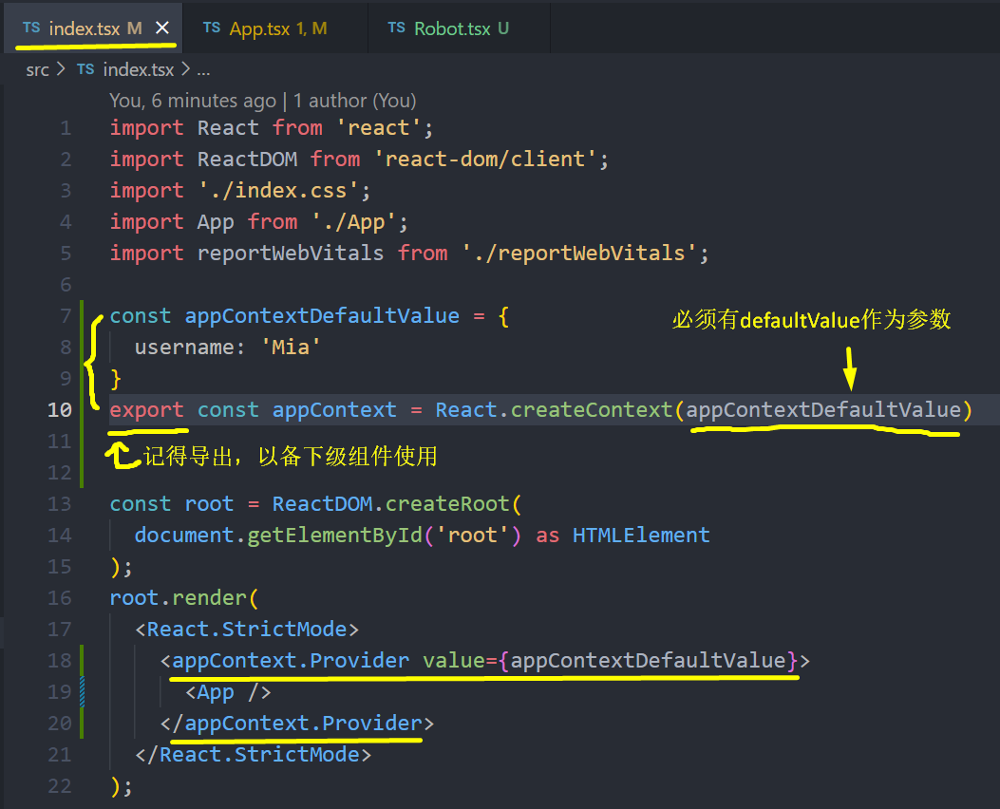 TS index.tsx M × TS App.tsx 1, M TS Robot.tsx U
src > TS index.tsx > ...
You, 6 minutes ago | 1 author (You)
1 import React from 'react';
2 import ReactDOM from 'react-dom/client';
3 import './index.css';
4 import App from './App';
5 import reportWebVitals from './reportWebVitals';
6
7 const appContextDefaultValue = {
必须有defaultValue作为参数
8 username: 'Mia'
9 }
10 export const appContext = React.createContext(appContextDefaultValue)
11
记得导出，以备下级组件使用
12
13 const root = ReactDOM.createRoot(
14 document.getElementById('root') as HTMLElement
15 );
16 root.render(
17 <React.StrictMode>
18 <appContext.Provider value={appContextDefaultValue}>
19 <App />
20 </appContext.Provider>
21 </React.StrictMode>
22 );